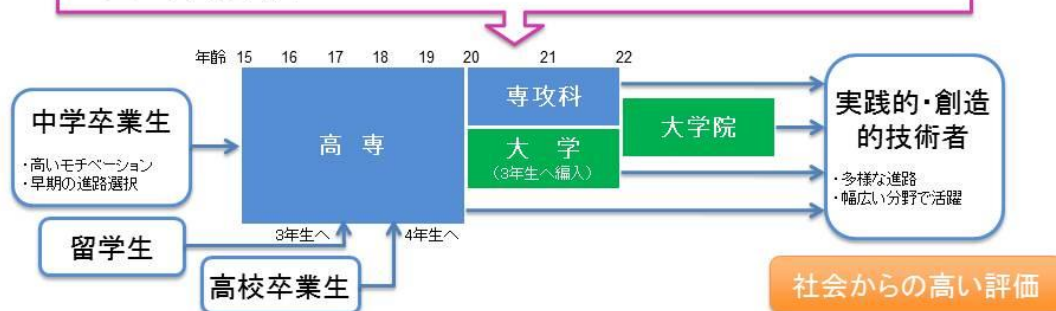 年齢 15 16 17 18 19 20 21 22
中学卒業生
・高いモチベーション
・早期の進路選択
高専
専攻科
大学
(3年生へ編入)
大学院
実践的・創造
的技術者
・多様な進路
・幅広い分野で活躍
3年生へ
4年生へ
留学生
高校卒業生
社会からの高い評価